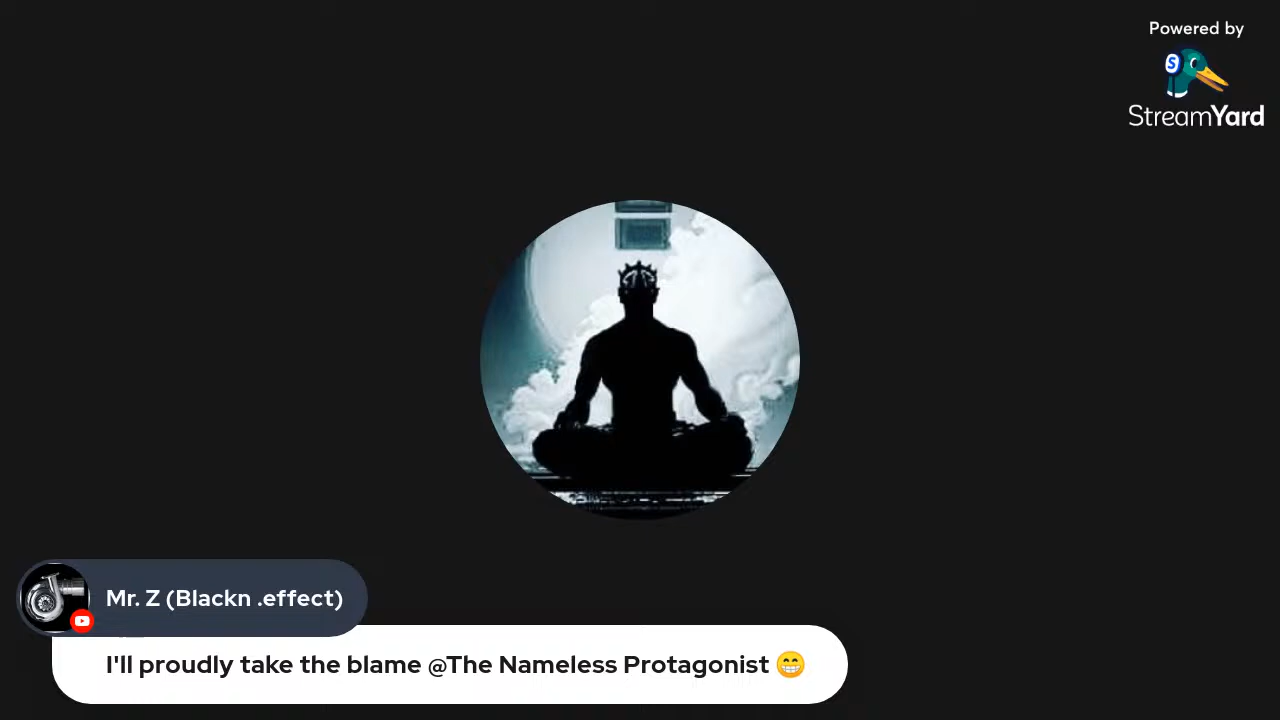 Powered by
S
StreamYard
Mr. Z (Blackn .effect)
I'll proudly take the blame @The Nameless Protagonist 😁